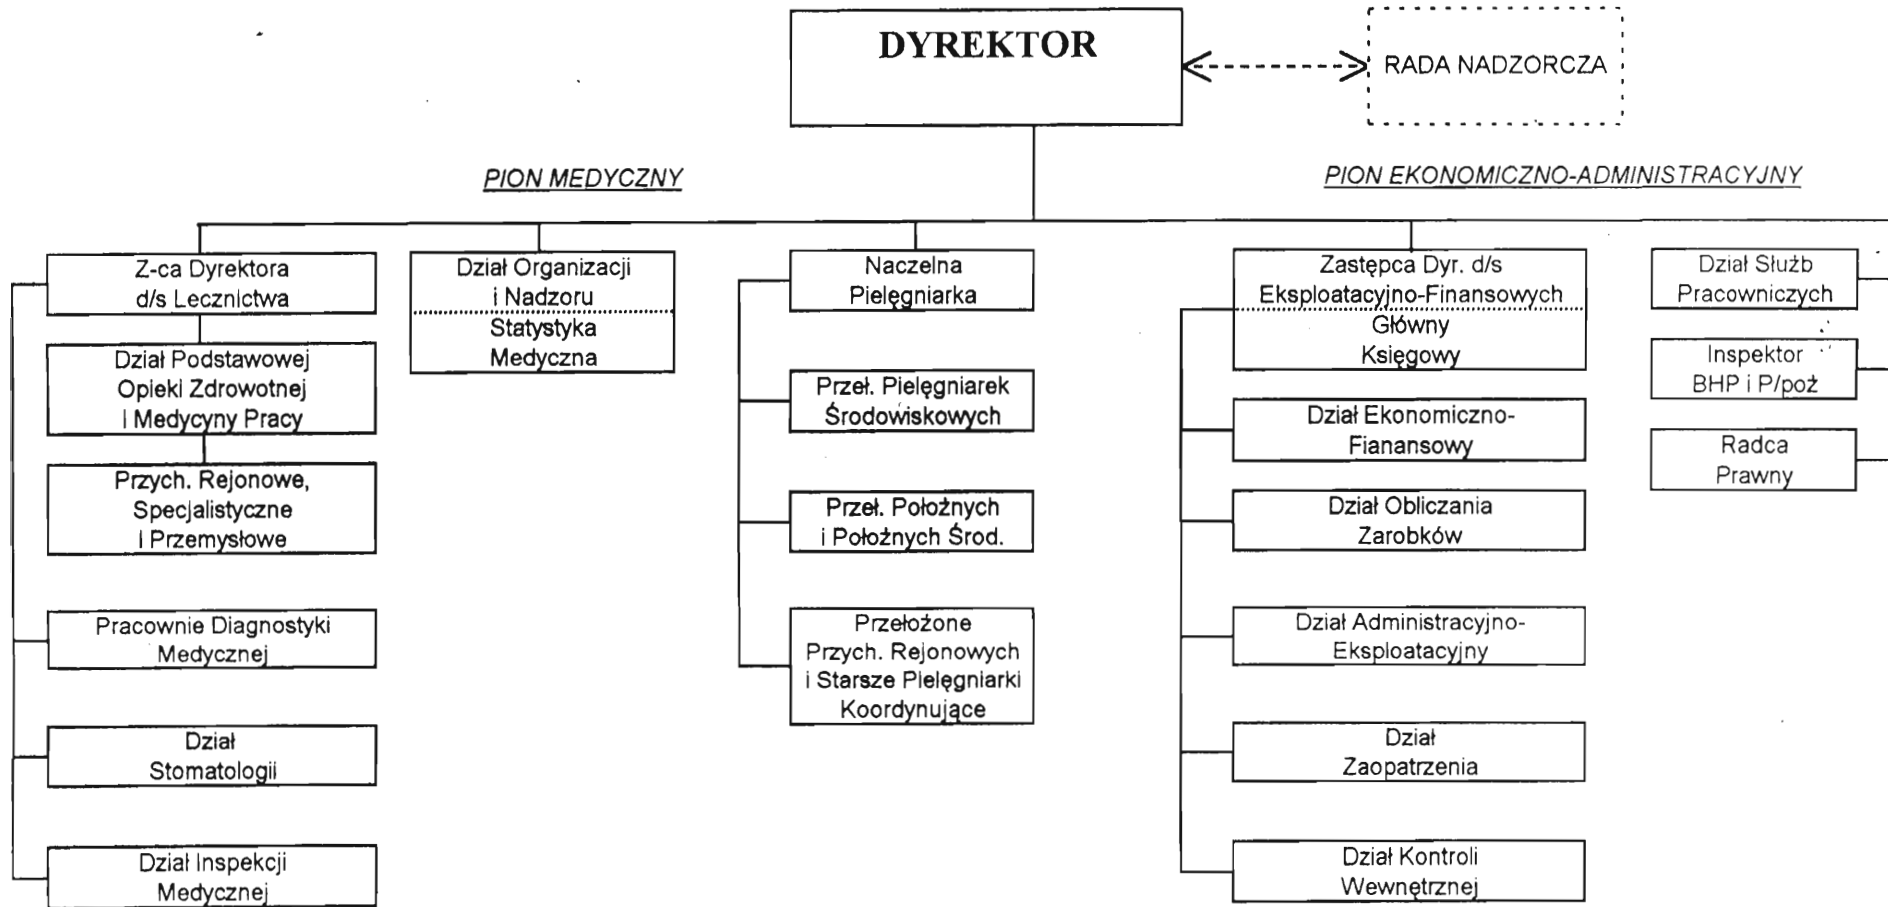 DYREKTOR
RADA NADZORCZA
PION MEDYCZNY
PION EKONOMICZNO-ADMINISTRACYJNY
Z-ca Dyrektora
d/s Lecznictwa
Dział Podstawowej
Opieki Zdrowotnej
i Medycyny Pracy
Przych. Rejonowe,
Specjalistyczne
i Przemysłowe
Pracownie Diagnostyki
Medycznej
Dział
Stomatologii
Dział Inspekcji
Medycznej
Dział Organizacji
i Nadzoru
Statystyka
Medyczna
Naczelna
Pielęgniarka
Przeł. Pielęgniarek
Środowiskowych
Przeł. Położnych
i Położnych Środ.
Przełożone
Przych. Rejonowych
i Starsze Pielęgniarki
Koordynujące
Zastępca Dyr. d/s
Eksploatacyjno-Finansowych
Główny
Księgowy
Dział Ekonomiczno-
Fianansowy
Dział Obliczania
Zarobków
Dział Administracyjno-
Eksploatacyjny
Dział
Zaopatrzenia
Dział Kontroli
Wewnętrznej
Dział Służb
Pracowniczych
Inspektor
BHP i P/poż
Radca
Prawny